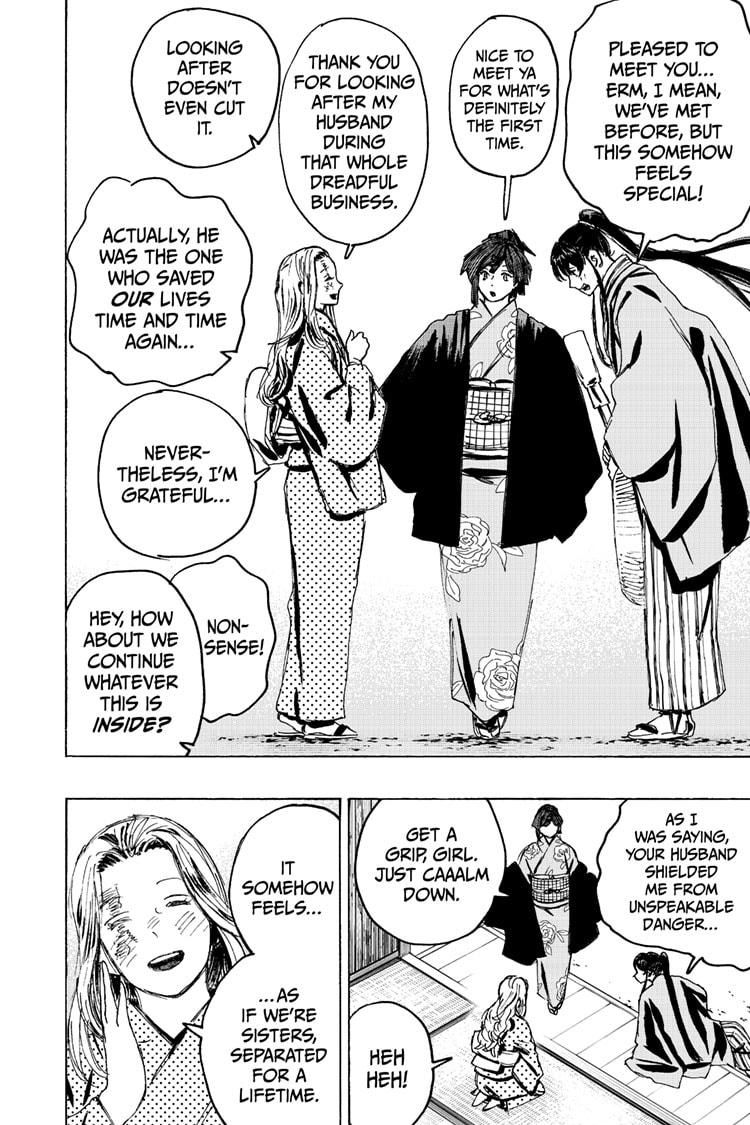 PLEASED TO
MEET YOU...
ERM, I MEAN,
WE'VE MET
BEFORE, BUT
THIS SOMEHOW
FEELS
SPECIAL!
NICE TO
MEET YA
FOR WHAT'S
DEFINITELY
THE FIRST
TIME.
THANK YOU
FOR LOOKING
AFTER MY
HUSBAND
DURING
THAT WHOLE
DREADFUL
BUSINESS.
LOOKING
AFTER
DOESN'T
EVEN CUT
IT.
ACTUALLY, HE
WAS THE ONE
WHO SAVED
OUR LIVES
TIME AND TIME
AGAIN...
NEVER-
THELESS, I'M
GRATEFUL...
NON-
SENSE!
HEY, HOW
ABOUT WE
CONTINUE
WHATEVER
THIS IS
INSIDE?
AS I
WAS SAYING,
YOUR HUSBAND
SHIELDED
ME FROM
UNSPEAKABLE
DANGER...
GET A
GRIP, GIRL.
JUST CAAALM
DOWN.
HEH
HEH!
IT
SOMEHOW
FEELS...
...AS
IF WE'RE
SISTERS,
SEPARATED
FOR A
LIFETIME.